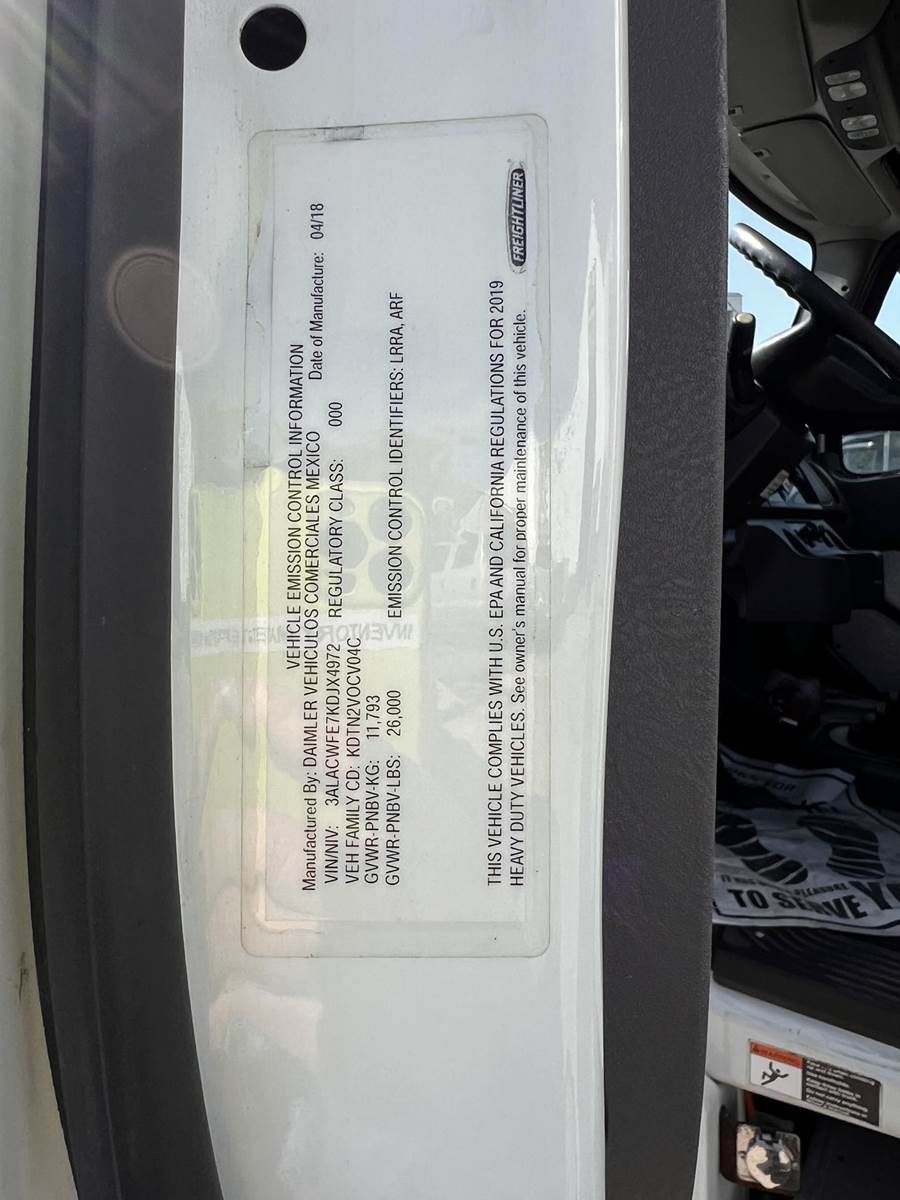 VEHICLE EMISSION CONTROL INFORMATION
Manufactured By: DAIMLER VEHICULOS COMERCIALES MEXICO Date of Manufacture: 04/18
VIN/NIV: 3ALACWFE7KDJX4972 REGULATORY CLASS: 000
VEH FAMILY CD: KDTN2VOCV04C
GVWR-PNBV-KG: 11,793
GVWR-PNBV-LBS: 26,000 EMISSION CONTROL IDENTIFIERS: LRRA, ARF
THIS VEHICLE COMPLIES WITH U.S. EPA AND CALIFORNIA REGULATIONS FOR 2019
HEAVY DUTY VEHICLES. See owner's manual for proper maintenance of this vehicle.
FREIGHTLINER
PLEASURE
TO SERVE